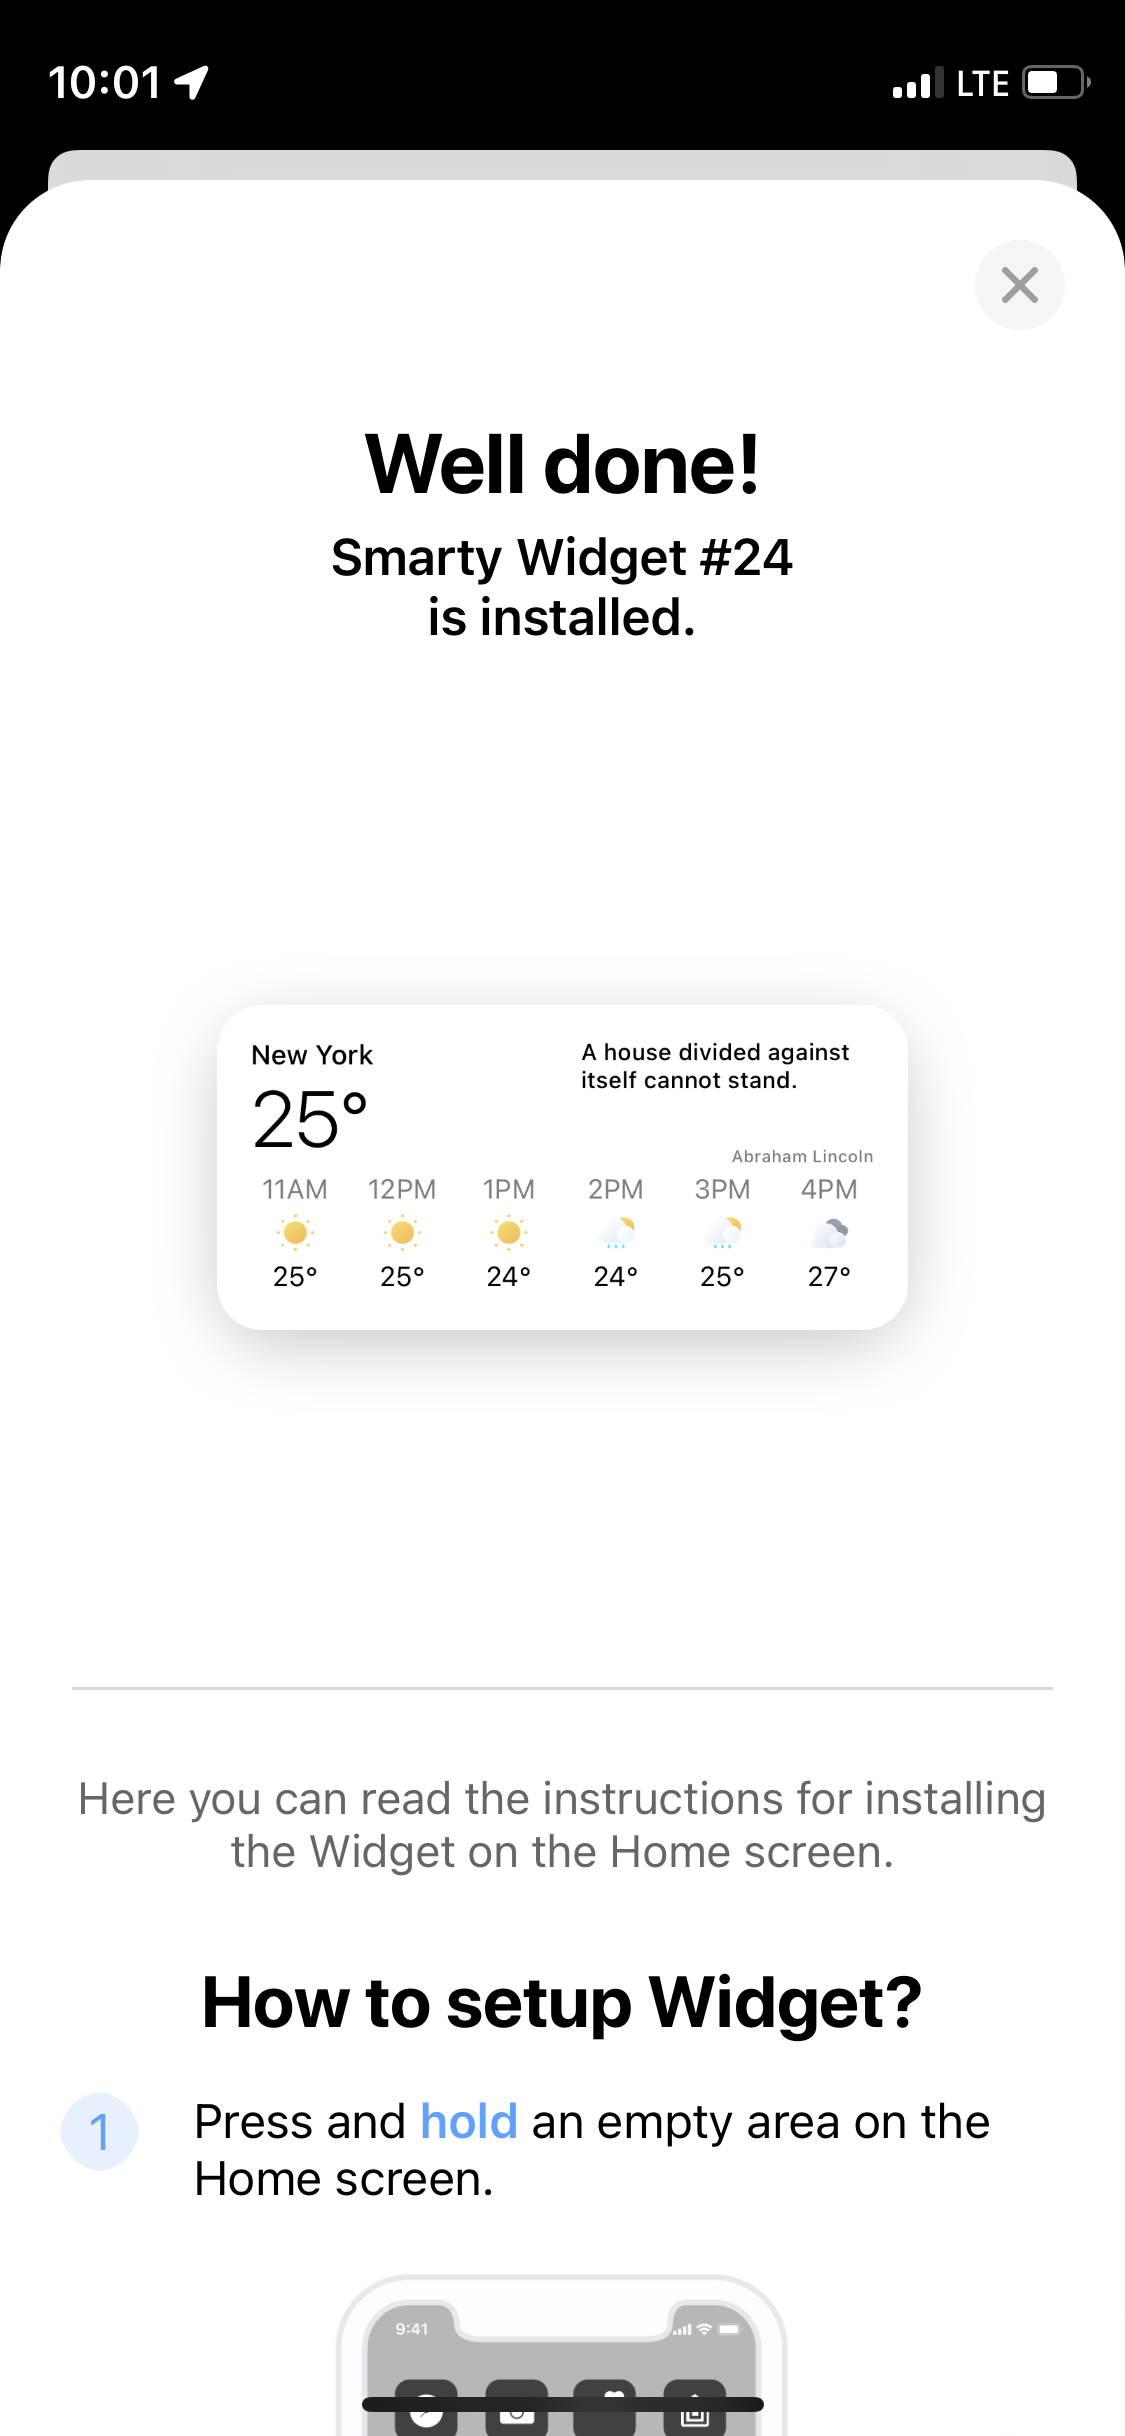 10:01
LTE
Well done!
Smarty Widget #24
is installed.
New York
25°
A house divided against
itself cannot stand.
Abraham Lincoln
11AM 12PM 1PM 2PM 3PM 4PM
25° 25° 24° 24° 25° 27°
Here you can read the instructions for installing
the Widget on the Home screen.
How to setup Widget?
1
Press and hold an empty area on the
Home screen.
9:41